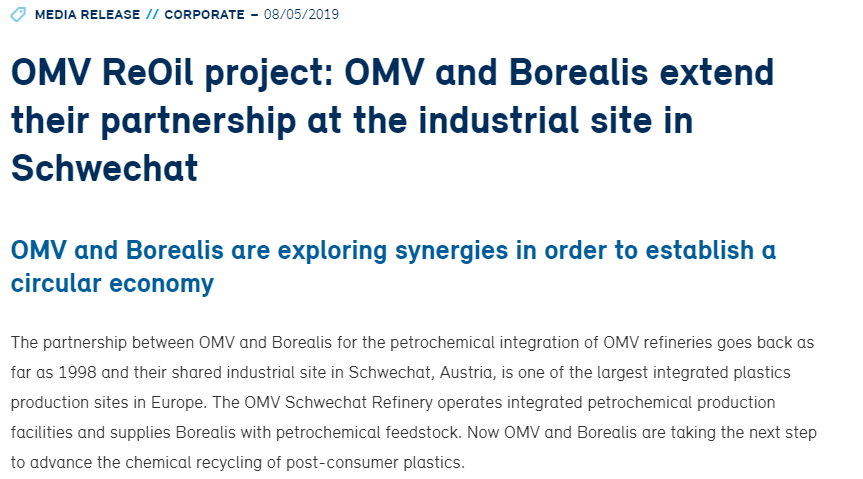 MEDIA RELEASE // CORPORATE – 08/05/2019
OMV ReOil project: OMV and Borealis extend
their partnership at the industrial site in
Schwechat
OMV and Borealis are exploring synergies in order to establish a
circular economy
The partnership between OMV and Borealis for the petrochemical integration of OMV refineries goes back as
far as 1998 and their shared industrial site in Schwechat, Austria, is one of the largest integrated plastics
production sites in Europe. The OMV Schwechat Refinery operates integrated petrochemical production
facilities and supplies Borealis with petrochemical feedstock. Now OMV and Borealis are taking the next step
to advance the chemical recycling of post-consumer plastics.